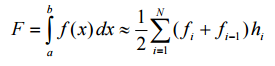 F = ∫_a^b f(x) dx ≈ 1/2 ∑_{i=1}^{N} (f_i + f_{i−1}) h_i